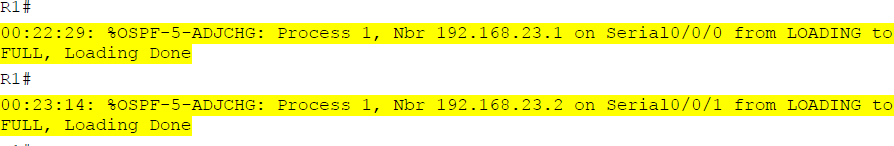 R1#
00:22:29: %OSPF-5-ADJCHG: Process 1, Nbr 192.168.23.1 on Serial0/0/0 from LOADING to
FULL, Loading Done
R1#
00:23:14: %OSPF-5-ADJCHG: Process 1, Nbr 192.168.23.2 on Serial0/0/1 from LOADING to
FULL, Loading Done